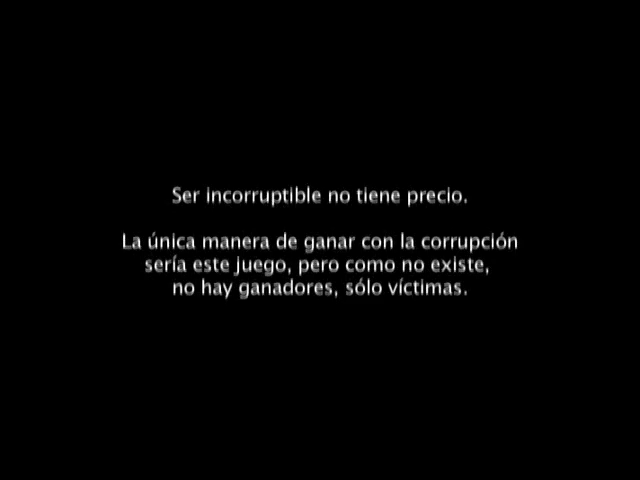 Ser incorruptible no tiene precio.
La única manera de ganar con la corrupción
sería este juego, pero como no existe,
no hay ganadores, sólo víctimas.